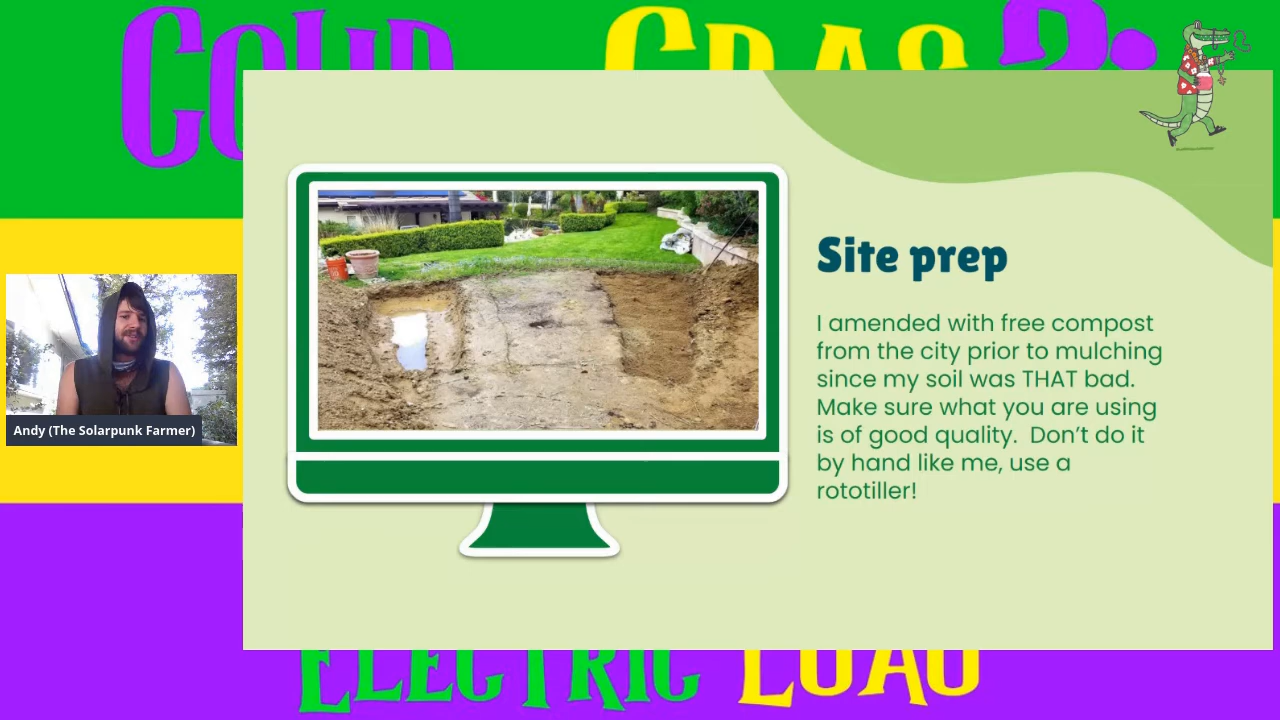 Site prep
I amended with free compost
from the city prior to mulching
since my soil was THAT bad.
Make sure what you are using
is of good quality.  Don’t do it
by hand like me, use a
rototiller!
Andy (The Solarpunk Farmer)
ELECTRIC